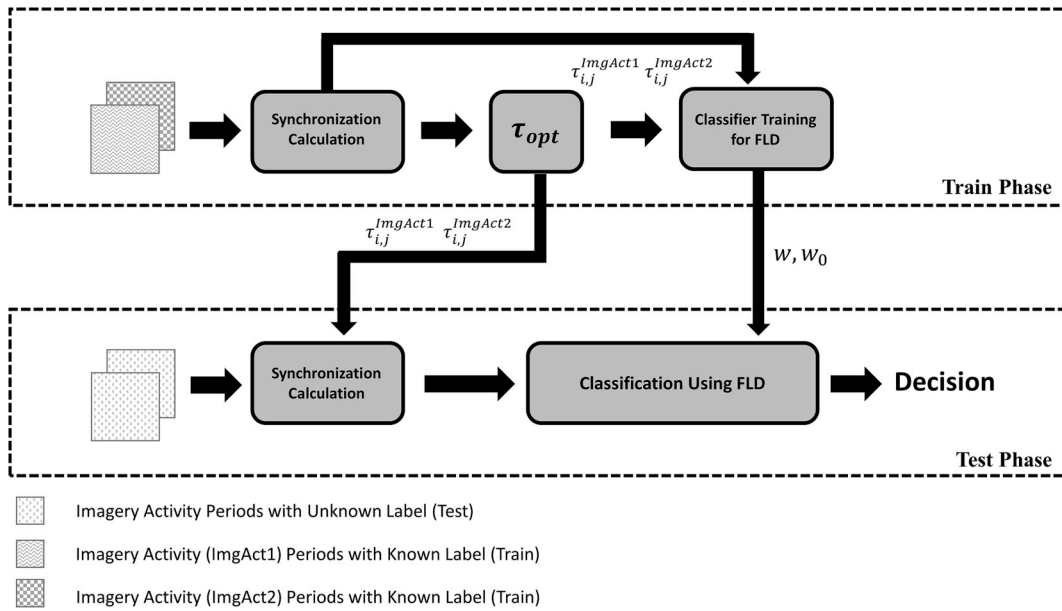 τ_{i,j}^{ImgAct1} τ_{i,j}^{ImgAct2}
Synchronization
Calculation
τ_{opt}
Classifier Training
for FLD
Train Phase
τ_{i,j}^{ImgAct1} τ_{i,j}^{ImgAct2}
w, w_0
Synchronization
Calculation
Classification Using FLD
Decision
Test Phase
Imagery Activity Periods with Unknown Label (Test)
Imagery Activity (ImgAct1) Periods with Known Label (Train)
Imagery Activity (ImgAct2) Periods with Known Label (Train)